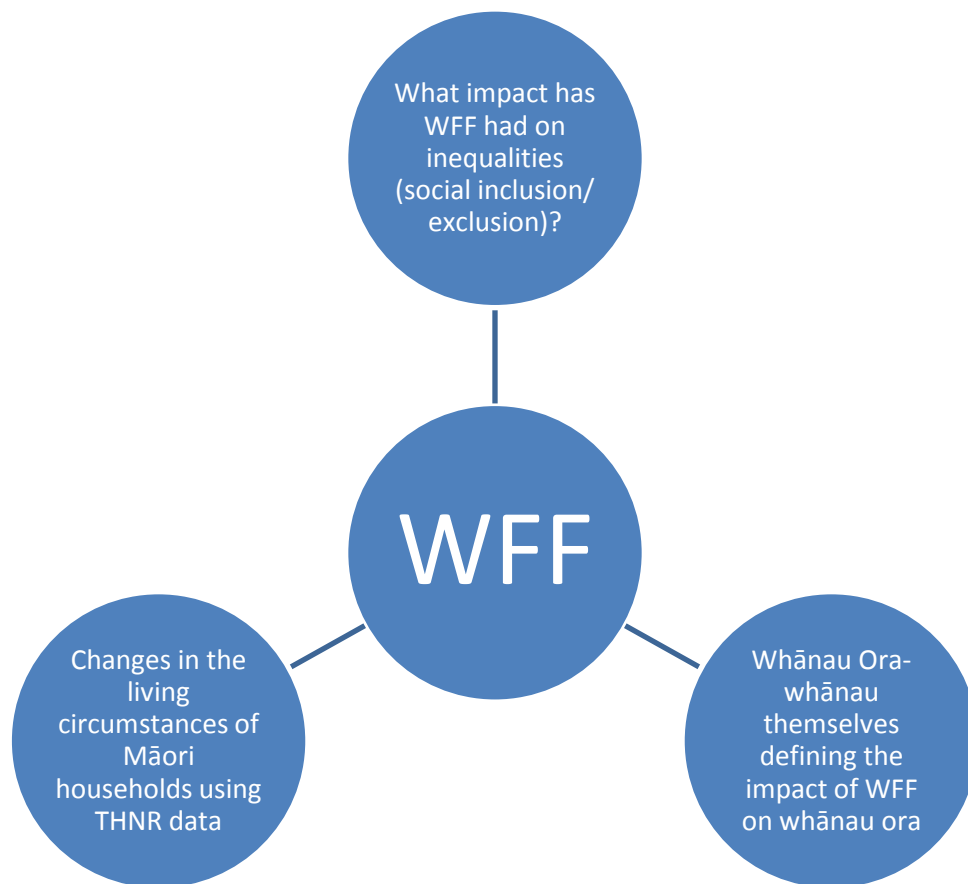 What impact has
WFF had on
inequalities
(social inclusion/
exclusion)?
WFF
Changes in the
living
circumstances of
Māori
households using
THNR data
Whānau Ora-
whānau
themselves
defining the
impact of WFF
on whānau ora